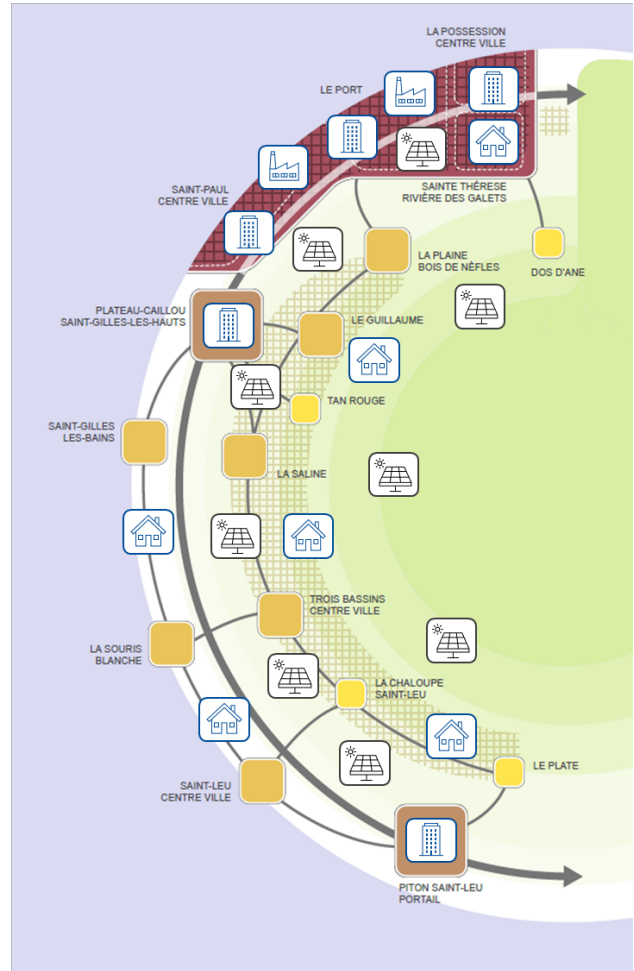 LA POSSESSION
CENTRE VILLE
LE PORT
SAINT-PAUL
CENTRE VILLE
SAINTE THÉRESE
RIVIÈRE DES GALETS
LA PLAINE
BOIS DE NÈFLES
DOS D'ANE
PLATEAU-CAILLOU
SAINT-GILLES-LES-HAUTS
LE GUILLAUME
TAN ROUGE
SAINT-GILLES
LES-BAINS
LA SALINE
TROIS BASSINS
CENTRE VILLE
LA SOURIS
BLANCHE
LA CHALOUPE
SAINT-LEU
SAINT-LEU
CENTRE VILLE
LE PLATE
PITON SAINT-LEU
PORTAIL